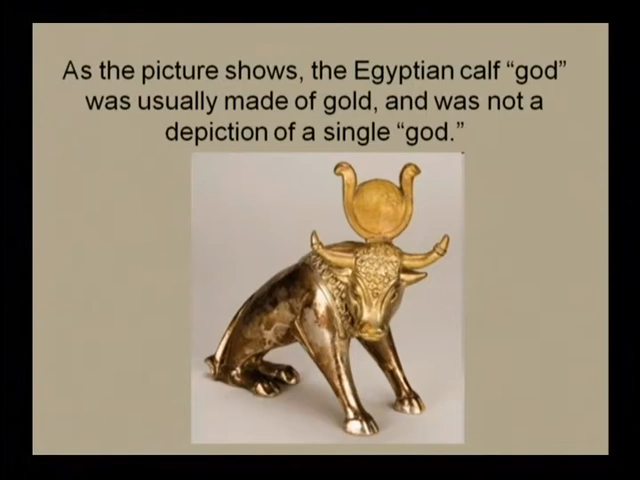 As the picture shows, the Egyptian calf “god”
was usually made of gold, and was not a
depiction of a single “god.”